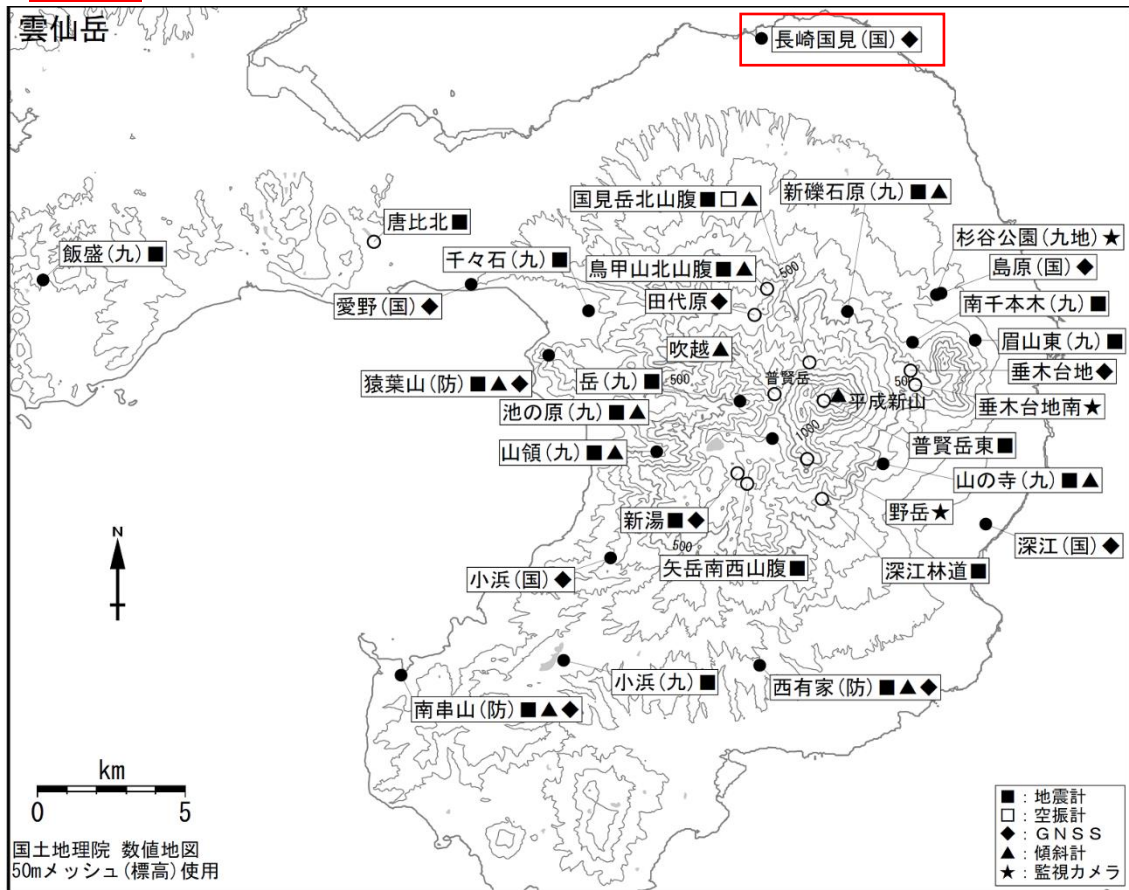 雲仙岳
長崎国見(国)◆
国見岳北山腹■□▲
新礫石原(九)■▲
唐比北■
杉谷公園(九地)★
飯盛(九)■
千々石(九)■
鳥甲山北山腹■▲
島原(国)◆
500
愛野(国)◆
田代原◆
南千本木(九)■
吹越▲
眉山東(九)■
猿葉山(防)■▲◆
岳(九)■
500
普賢岳
500
垂木台地◆
池の原(九)■▲
平成新山
垂木台地南★
1000
山領(九)■▲
普賢岳東■
山の寺(九)■▲
新湯■◆
野岳★
500
深江(国)◆
小浜(国)◆
矢岳南西山腹■
深江林道■
N
小浜(九)■
西有家(防)■▲◆
南串山(防)■▲◆
km
0 5
■:地震計
□:空振計
◆:GNSS
▲:傾斜計
★:監視カメラ
国土地理院 数値地図
50mメッシュ(標高)使用